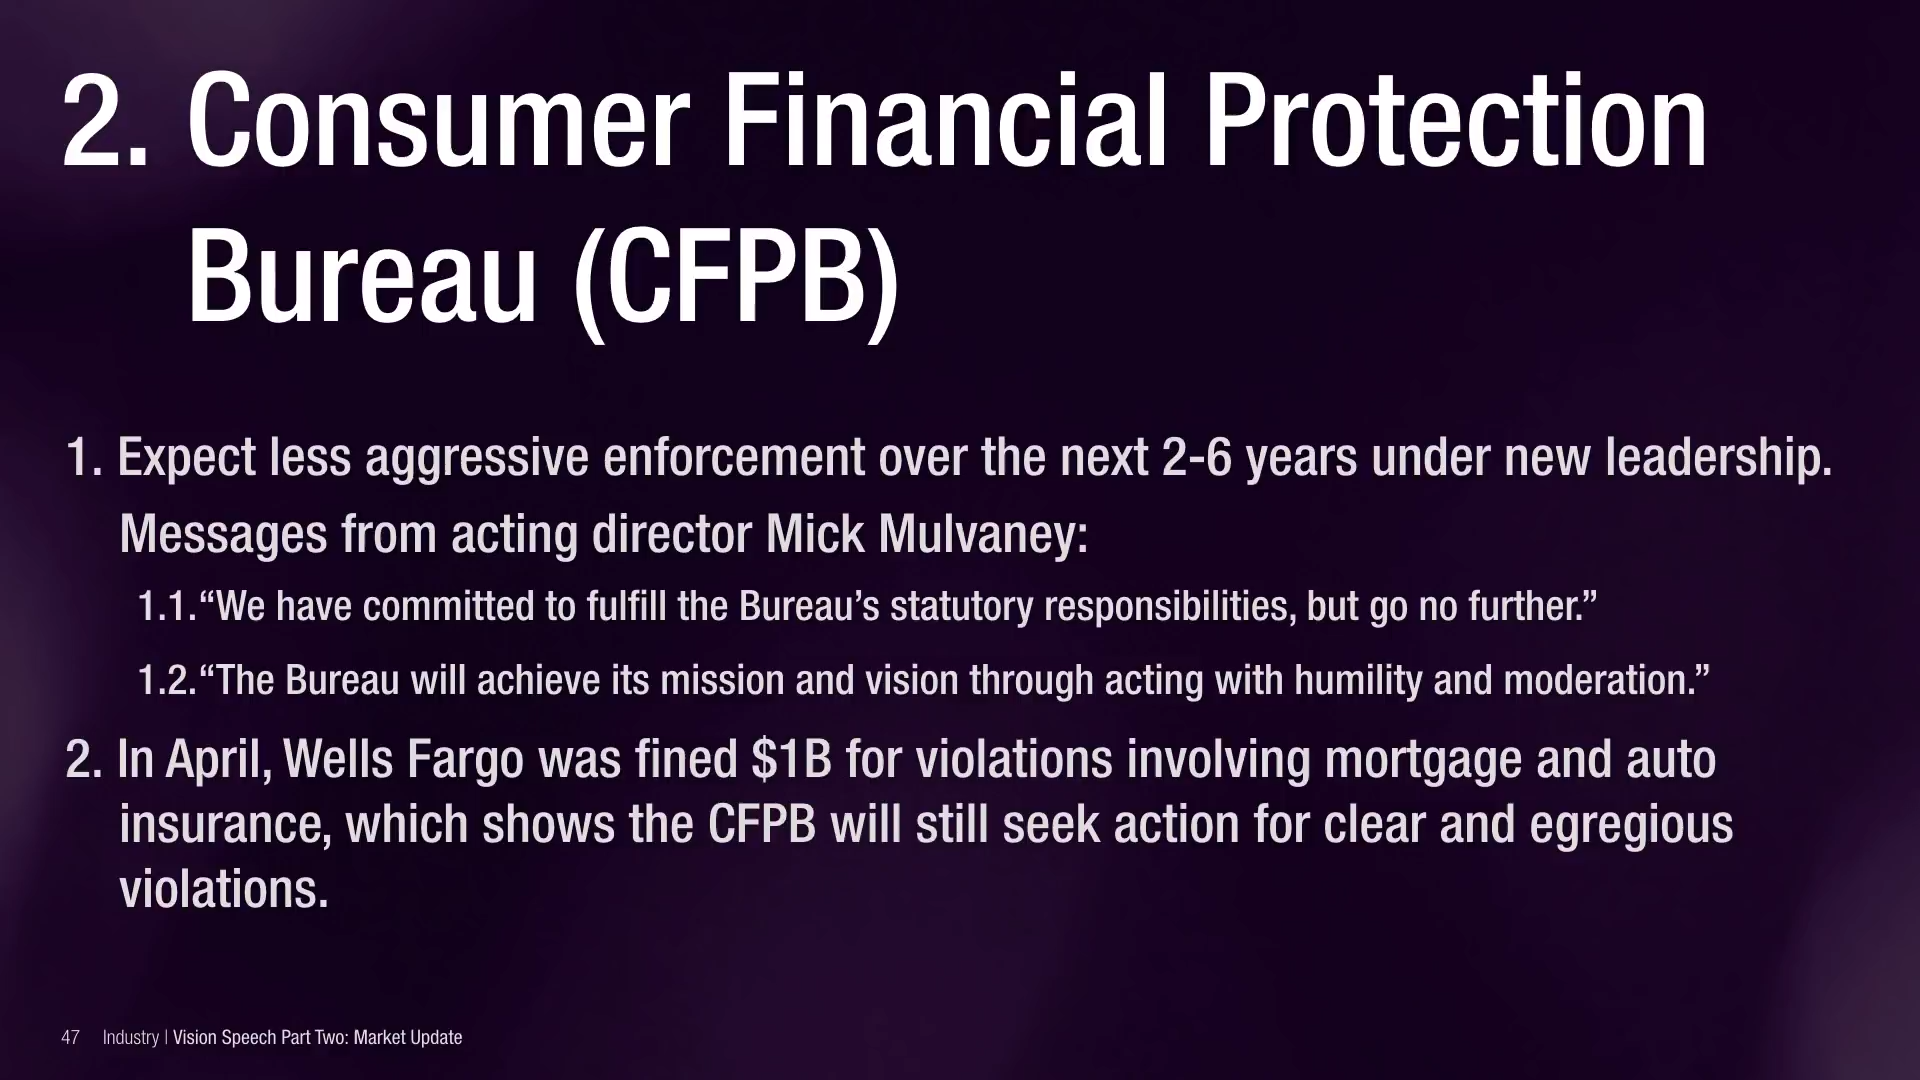 2. Consumer Financial Protection
Bureau (CFPB)
1. Expect less aggressive enforcement over the next 2-6 years under new leadership.
Messages from acting director Mick Mulvaney:
1.1.“We have committed to fulfill the Bureau’s statutory responsibilities, but go no further.”
1.2.“The Bureau will achieve its mission and vision through acting with humility and moderation.”
2. In April, Wells Fargo was fined $1B for violations involving mortgage and auto
insurance, which shows the CFPB will still seek action for clear and egregious
violations.
47 Industry | Vision Speech Part Two: Market Update